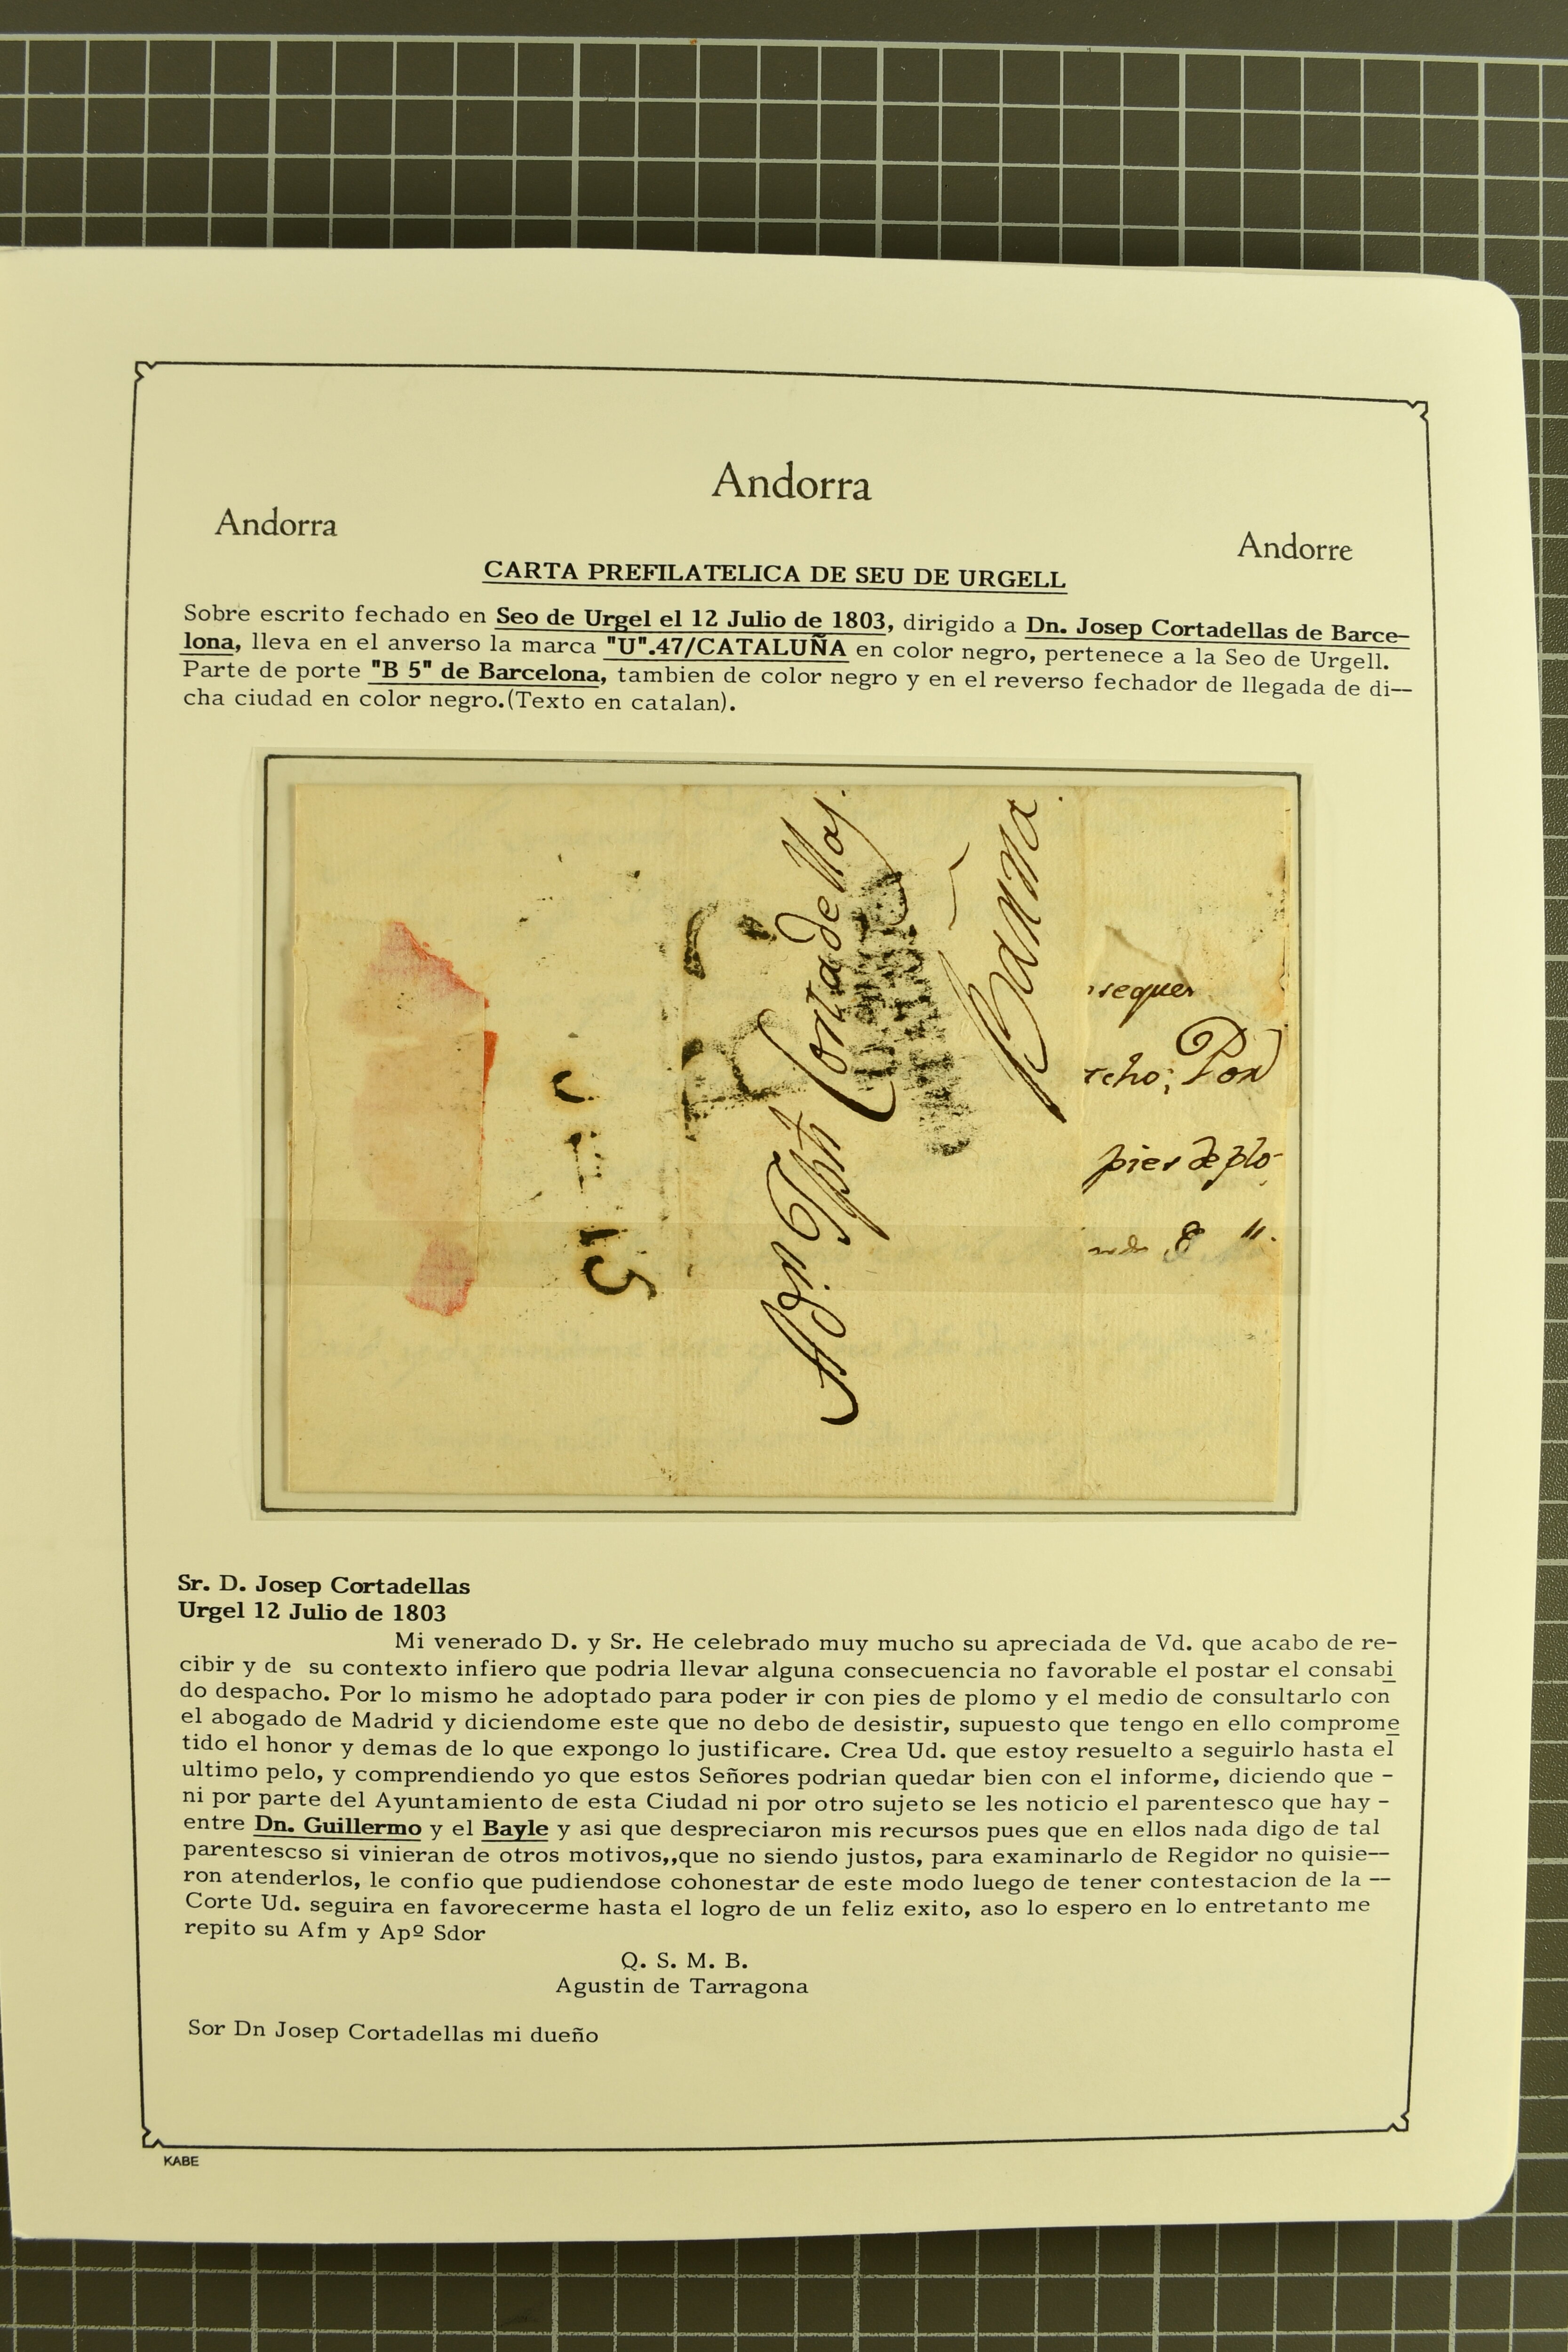 Andorra
Andorra
Andorre
CARTA PREFILATELICA DE SEU DE URGELL
Sobre escrito fechado en Seo de Urgel el 12 Julio de 1803, dirigido a Dn. Josep Cortadellas de Barce-
lona, lleva en el anverso la marca "U".47/CATALUÑA en color negro, pertenece a la Seo de Urgell.
Parte de porte "B 5" de Barcelona, tambien de color negro y en el reverso fechador de llegada de di--
cha ciudad en color negro.(Texto en catalan).
Cortadellas.
Barna.
15
B
seques
cho; Por
pies de plo-
8 "
Sr. D. Josep Cortadellas
Urgel 12 Julio de 1803
Mi venerado D. y Sr. He celebrado muy mucho su apreciada de Vd. que acabo de re-
cibir y de su contexto infiero que podria llevar alguna consecuencia no favorable el postar el consabi
do despacho. Por lo mismo he adoptado para poder ir con pies de plomo y el medio de consultarlo con
el abogado de Madrid y diciendome este que no debo de desistir, supuesto que tengo en ello comprome
tido el honor y demas de lo que expongo lo justificare. Crea Ud. que estoy resuelto a seguirlo hasta el
ultimo pelo, y comprendiendo yo que estos Señores podrian quedar bien con el informe, diciendo que -
ni por parte del Ayuntamiento de esta Ciudad ni por otro sujeto se les noticio el parentesco que hay -
entre Dn. Guillermo y el Bayle y asi que despreciaron mis recursos pues que en ellos nada digo de tal
parentescso si vinieran de otros motivos,,que no siendo justos, para examinarlo de Regidor no quisie--
ron atenderlos, le confio que pudiendose cohonestar de este modo luego de tener contestacion de la --
Corte Ud. seguira en favorecerme hasta el logro de un feliz exito, aso lo espero en lo entretanto me
repito su Afm y Apº Sdor
Q. S. M. B.
Agustin de Tarragona
Sor Dn Josep Cortadellas mi dueño
KABE